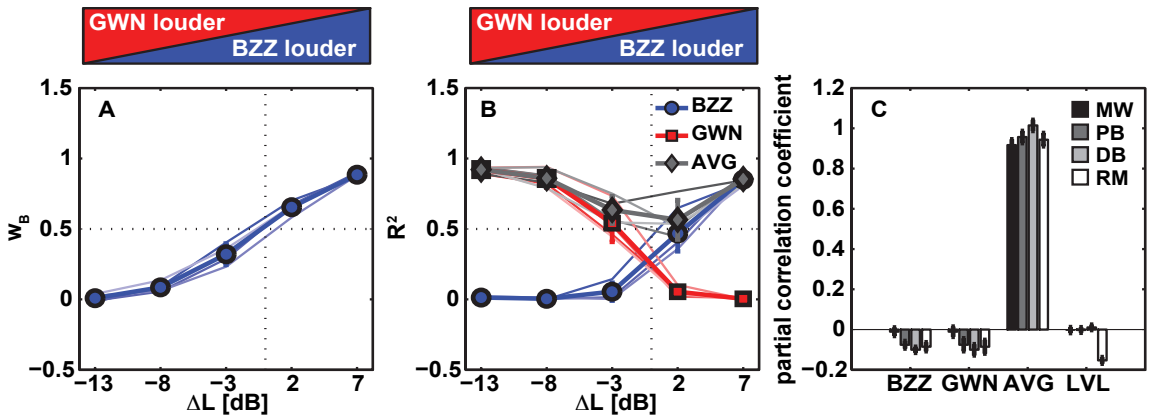 GWN louder
BZZ louder
GWN louder
BZZ louder
A
1.5
1
0.5
0
−0.5
w_B
−13 −8 −3 2 7
ΔL [dB]
B
BZZ
GWN
AVG
1.5
1
0.5
0
−0.5
R²
−13 −8 −3 2 7
ΔL [dB]
C
MW
PB
DB
RM
1.2
1
0.8
0.6
0.4
0.2
0
−0.2
partial correlation coefficient
BZZ GWN AVG LVL